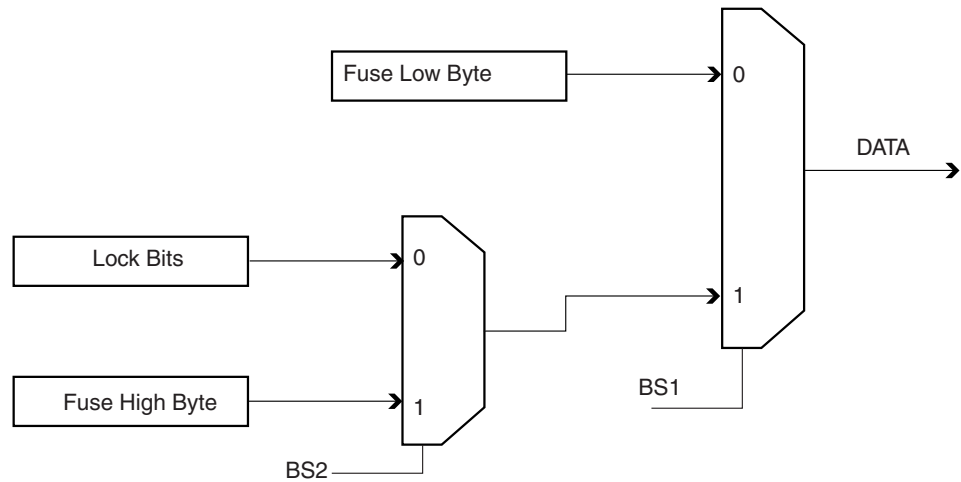 Fuse Low Byte
0
DATA
Lock Bits
0
1
Fuse High Byte
1
BS1
BS2